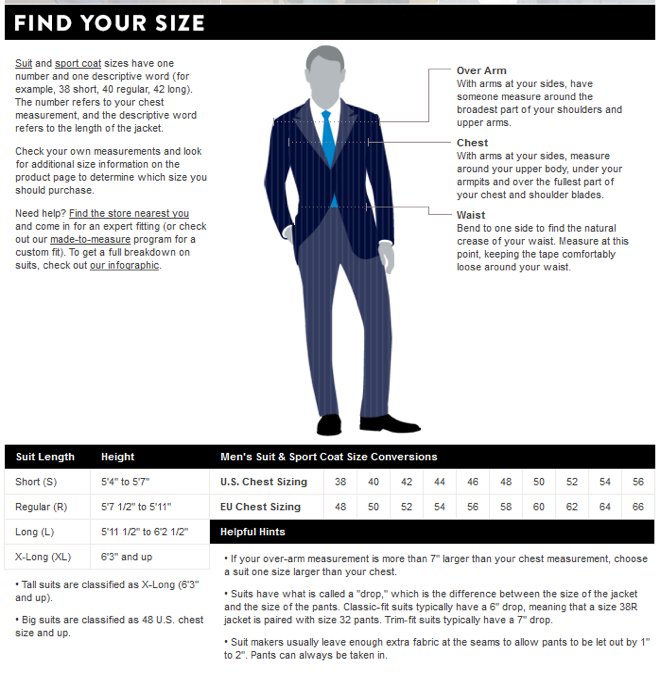 FIND YOUR SIZE
Suit and sport coat sizes have one
number and one descriptive word (for
example, 38 short, 40 regular, 42 long).
The number refers to your chest
measurement, and the descriptive word
refers to the length of the jacket.
Check your own measurements and look
for additional size information on the
product page to determine which size you
should purchase.
Need help? Find the store nearest you
and come in for an expert fitting (or check
out our made-to-measure program for a
custom fit). To get a full breakdown on
suits, check out our infographic.
Over Arm
With arms at your sides, have
someone measure around the
broadest part of your shoulders and
upper arms.
Chest
With arms at your sides, measure
around your upper body, under your
armpits and over the fullest part of
your chest and shoulder blades.
Waist
Bend to one side to find the natural
crease of your waist. Measure at this
point, keeping the tape comfortably
loose around your waist.
Suit Length Height
Short (S) 5'4" to 5'7"
Regular (R) 5'7 1/2" to 5'11"
Long (L) 5'11 1/2" to 6'2 1/2"
X-Long (XL) 6'3" and up
• Tall suits are classified as X-Long (6'3"
and up).
• Big suits are classified as 48 U.S. chest
size and up.
Men's Suit & Sport Coat Size Conversions
U.S. Chest Sizing 38 40 42 44 46 48 50 52 54 56
EU Chest Sizing 48 50 52 54 56 58 60 62 64 66
Helpful Hints
• If your over-arm measurement is more than 7" larger than your chest measurement, choose
a suit one size larger than your chest.
• Suits have what is called a "drop," which is the difference between the size of the jacket
and the size of the pants. Classic-fit suits typically have a 6" drop, meaning that a size 38R
jacket is paired with size 32 pants. Trim-fit suits typically have a 7" drop.
• Suit makers usually leave enough extra fabric at the seams to allow pants to be let out by 1"
to 2". Pants can always be taken in.